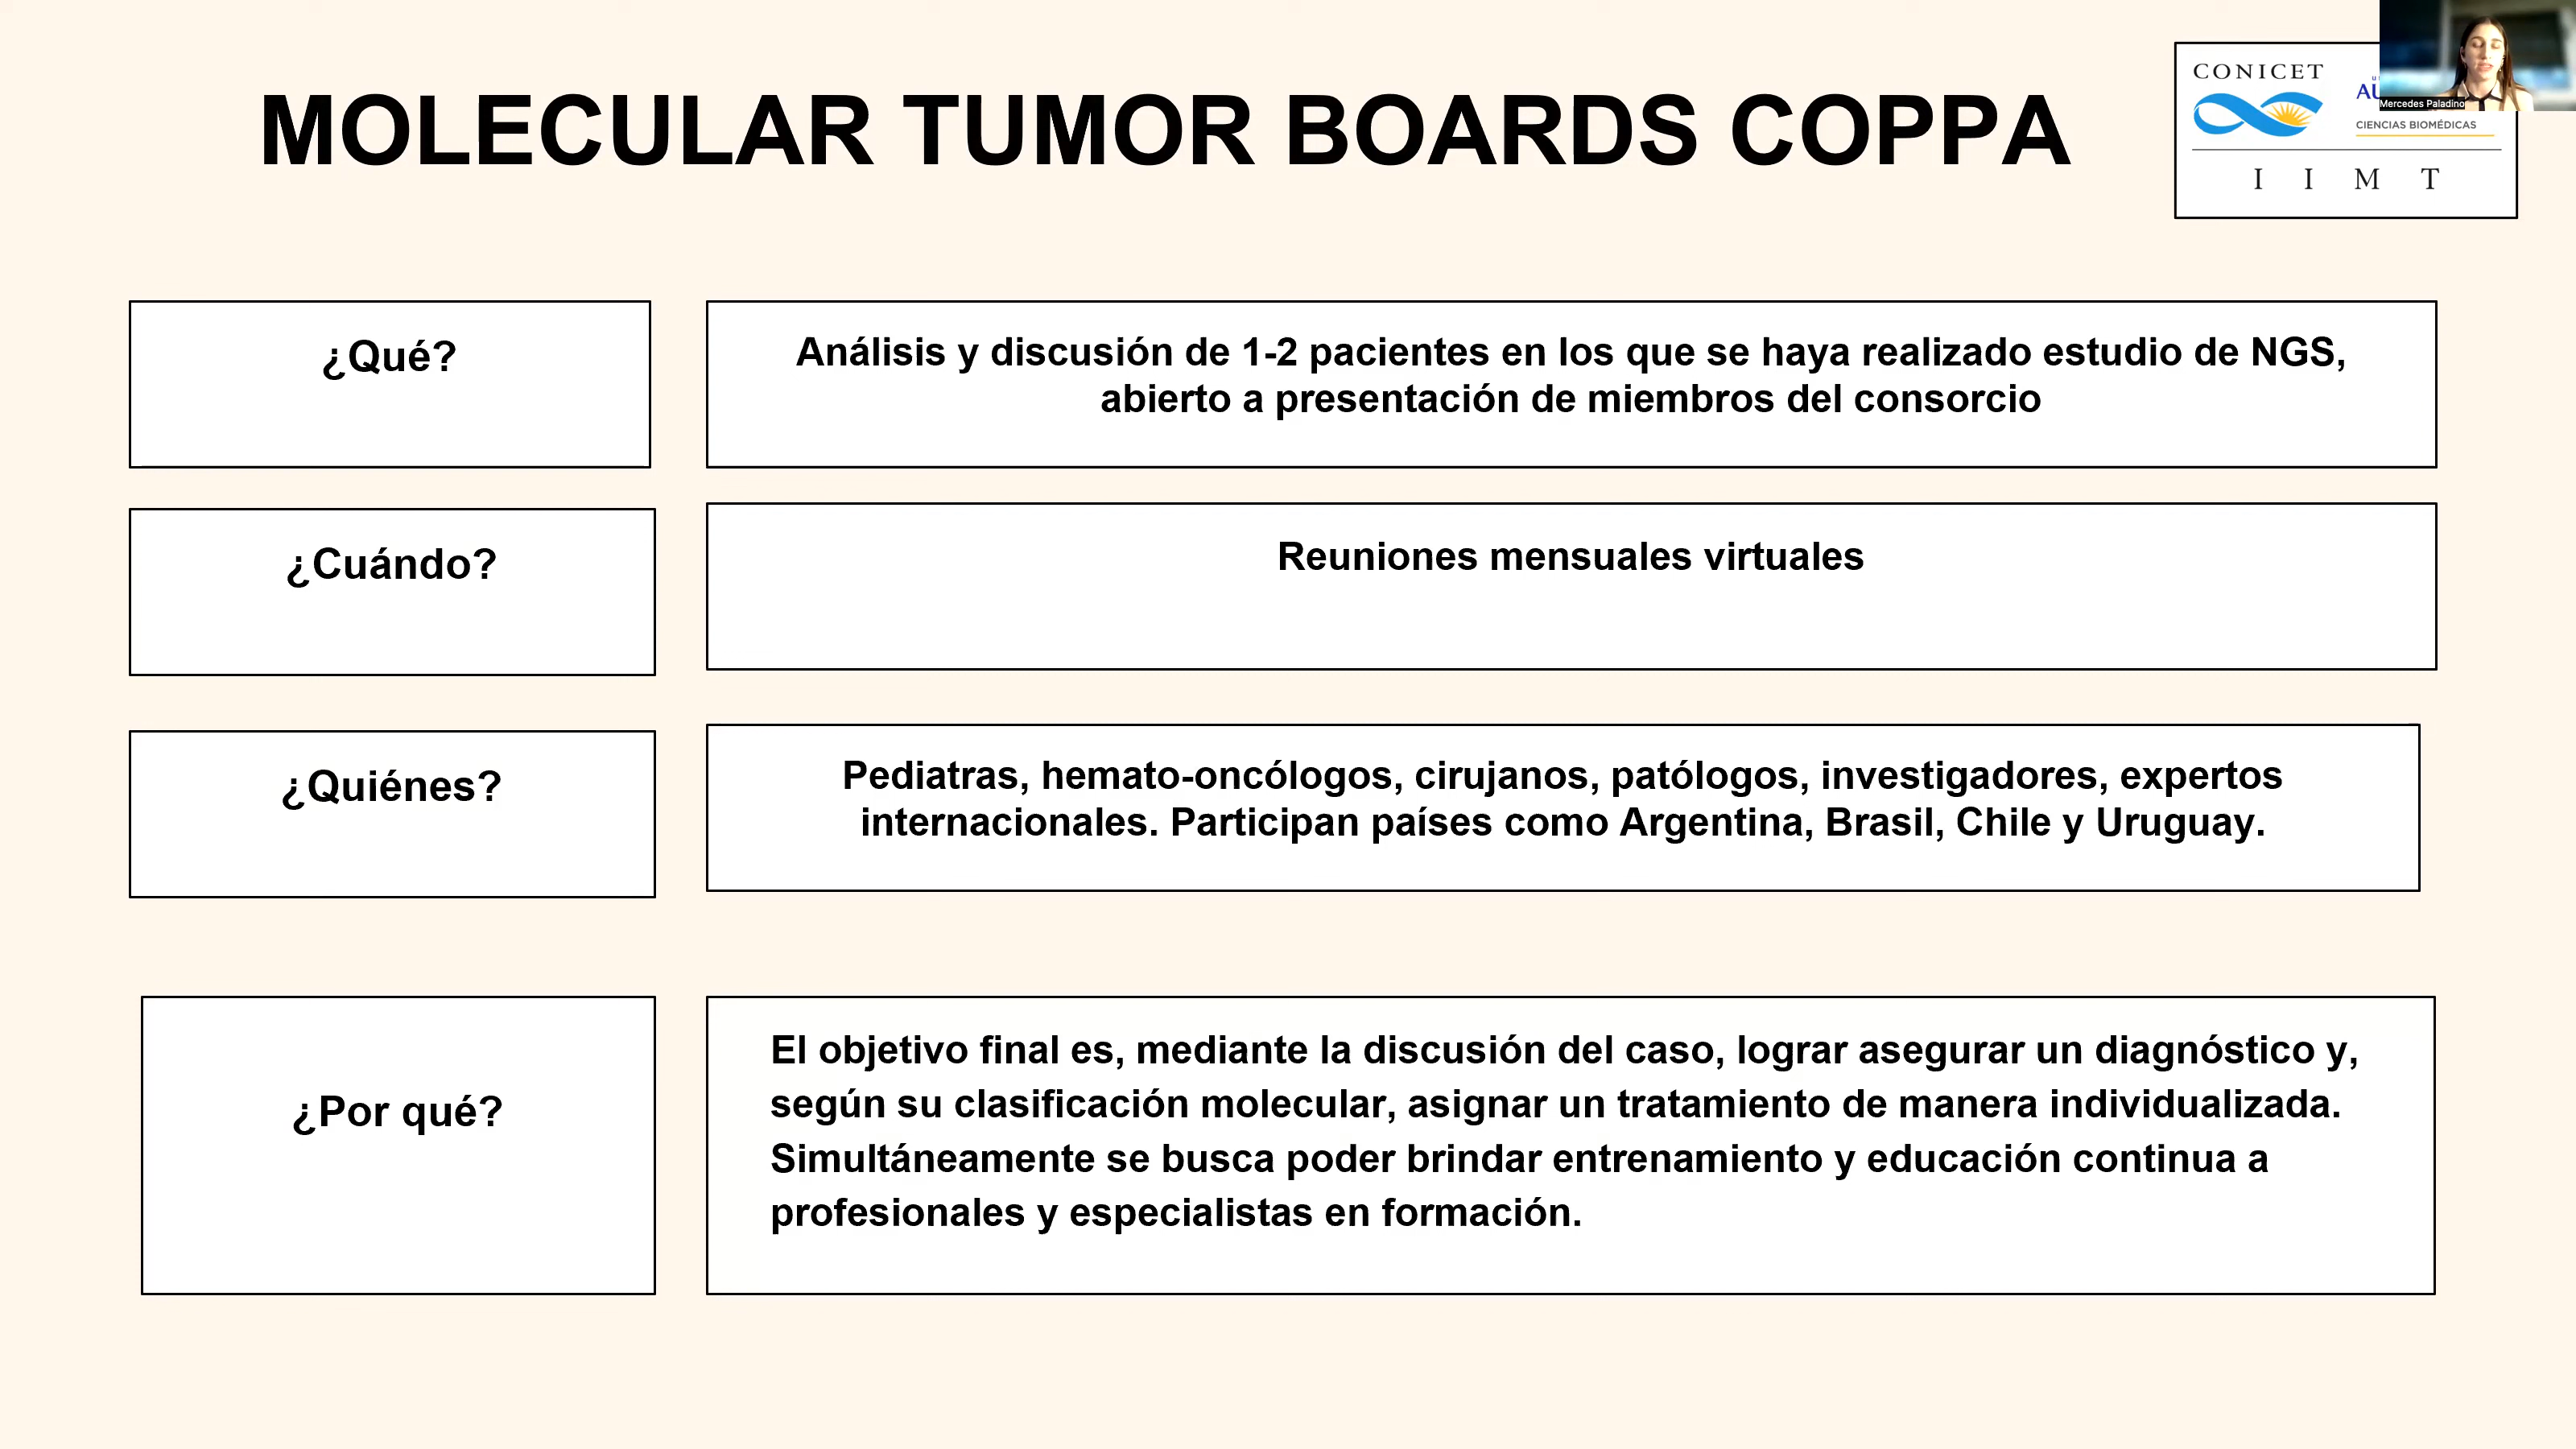 MOLECULAR TUMOR BOARDS COPPA
CONICET
Mercedes Paladino
CIENCIAS BIOMÉDICAS
I I M T
¿Qué?
Análisis y discusión de 1-2 pacientes en los que se haya realizado estudio de NGS,
abierto a presentación de miembros del consorcio
¿Cuándo?
Reuniones mensuales virtuales
¿Quiénes?
Pediatras, hemato-oncólogos, cirujanos, patólogos, investigadores, expertos
internacionales. Participan países como Argentina, Brasil, Chile y Uruguay.
¿Por qué?
El objetivo final es, mediante la discusión del caso, lograr asegurar un diagnóstico y,
según su clasificación molecular, asignar un tratamiento de manera individualizada.
Simultáneamente se busca poder brindar entrenamiento y educación continua a
profesionales y especialistas en formación.